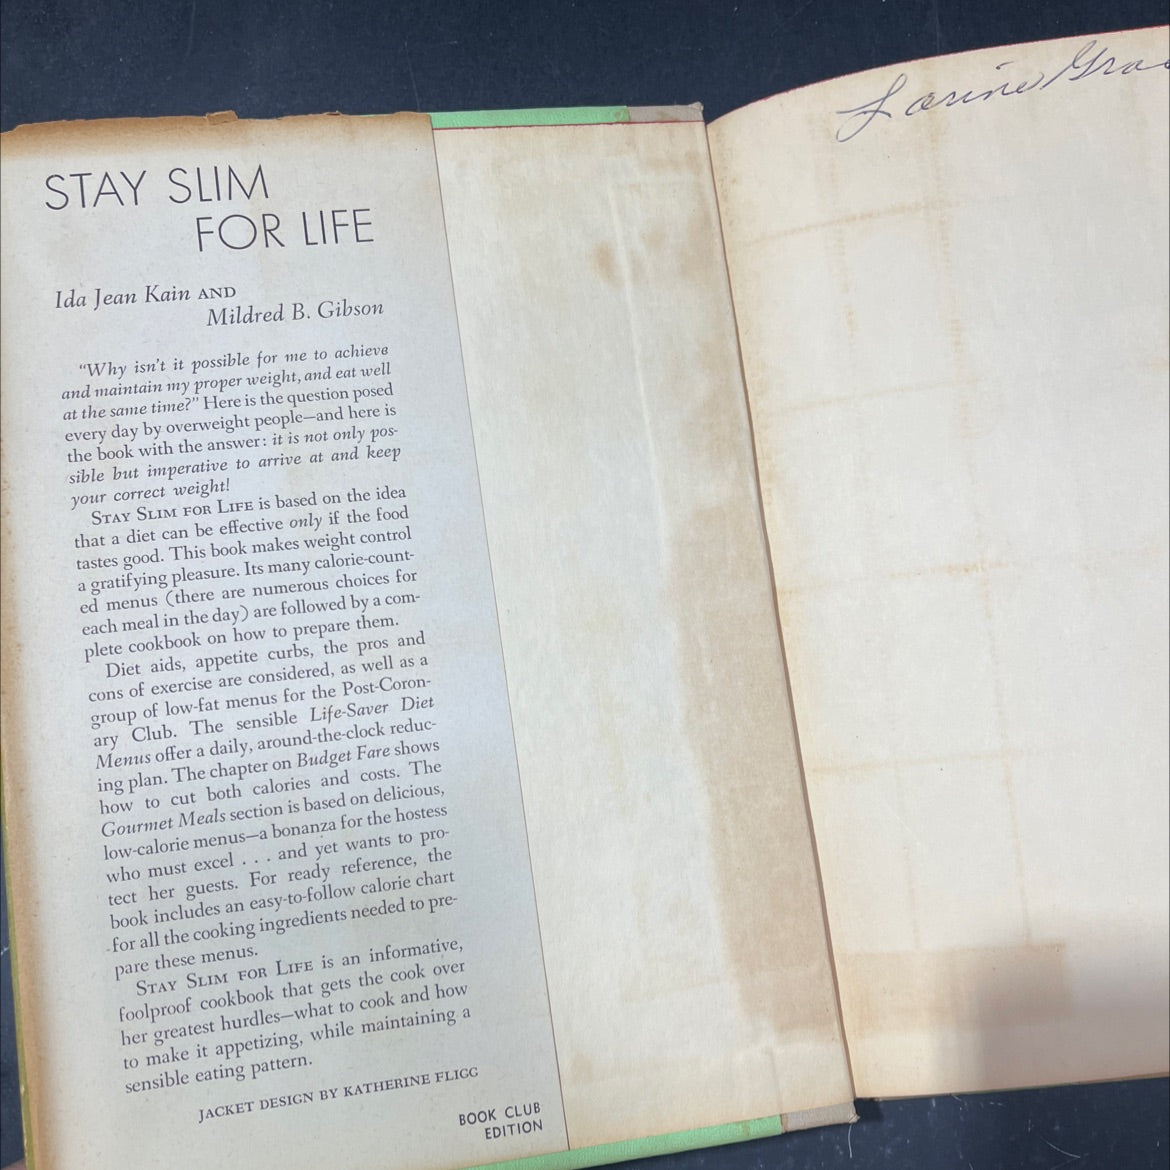 STAY SLIM
FOR LIFE
Ida Jean Kain AND
Mildred B. Gibson
"Why isn't it possible for me to achieve
and maintain my proper weight, and eat well
at the same time?" Here is the question posed
every day by overweight people—and here is
the book with the answer: it is not only pos-
sible but imperative to arrive at and keep
your correct weight!
STAY SLIM FOR LIFE is based on the idea
that a diet can be effective only if the food
tastes good. This book makes weight control
a gratifying pleasure. Its many calorie-count-
ed menus (there are numerous choices for
each meal in the day) are followed by a com-
plete cookbook on how to prepare them.
Diet aids, appetite curbs, the pros and
cons of exercise are considered, as well as a
group of low-fat menus for the Post-Coron-
ary Club. The sensible Life-Saver Diet
Menus offer a daily, around-the-clock reduc-
ing plan. The chapter on Budget Fare shows
how to cut both calories and costs. The
Gourmet Meals section is based on delicious,
low-calorie menus—a bonanza for the hostess
who must excel . . . and yet wants to pro-
tect her guests. For ready reference, the
book includes an easy-to-follow calorie chart
for all the cooking ingredients needed to pre-
pare these menus.
STAY SLIM FOR LIFE is an informative,
foolproof cookbook that gets the cook over
her greatest hurdles—what to cook and how
to make it appetizing, while maintaining a
sensible eating pattern.
JACKET DESIGN BY KATHERINE FLIGG
BOOK CLUB
EDITION
Lorine